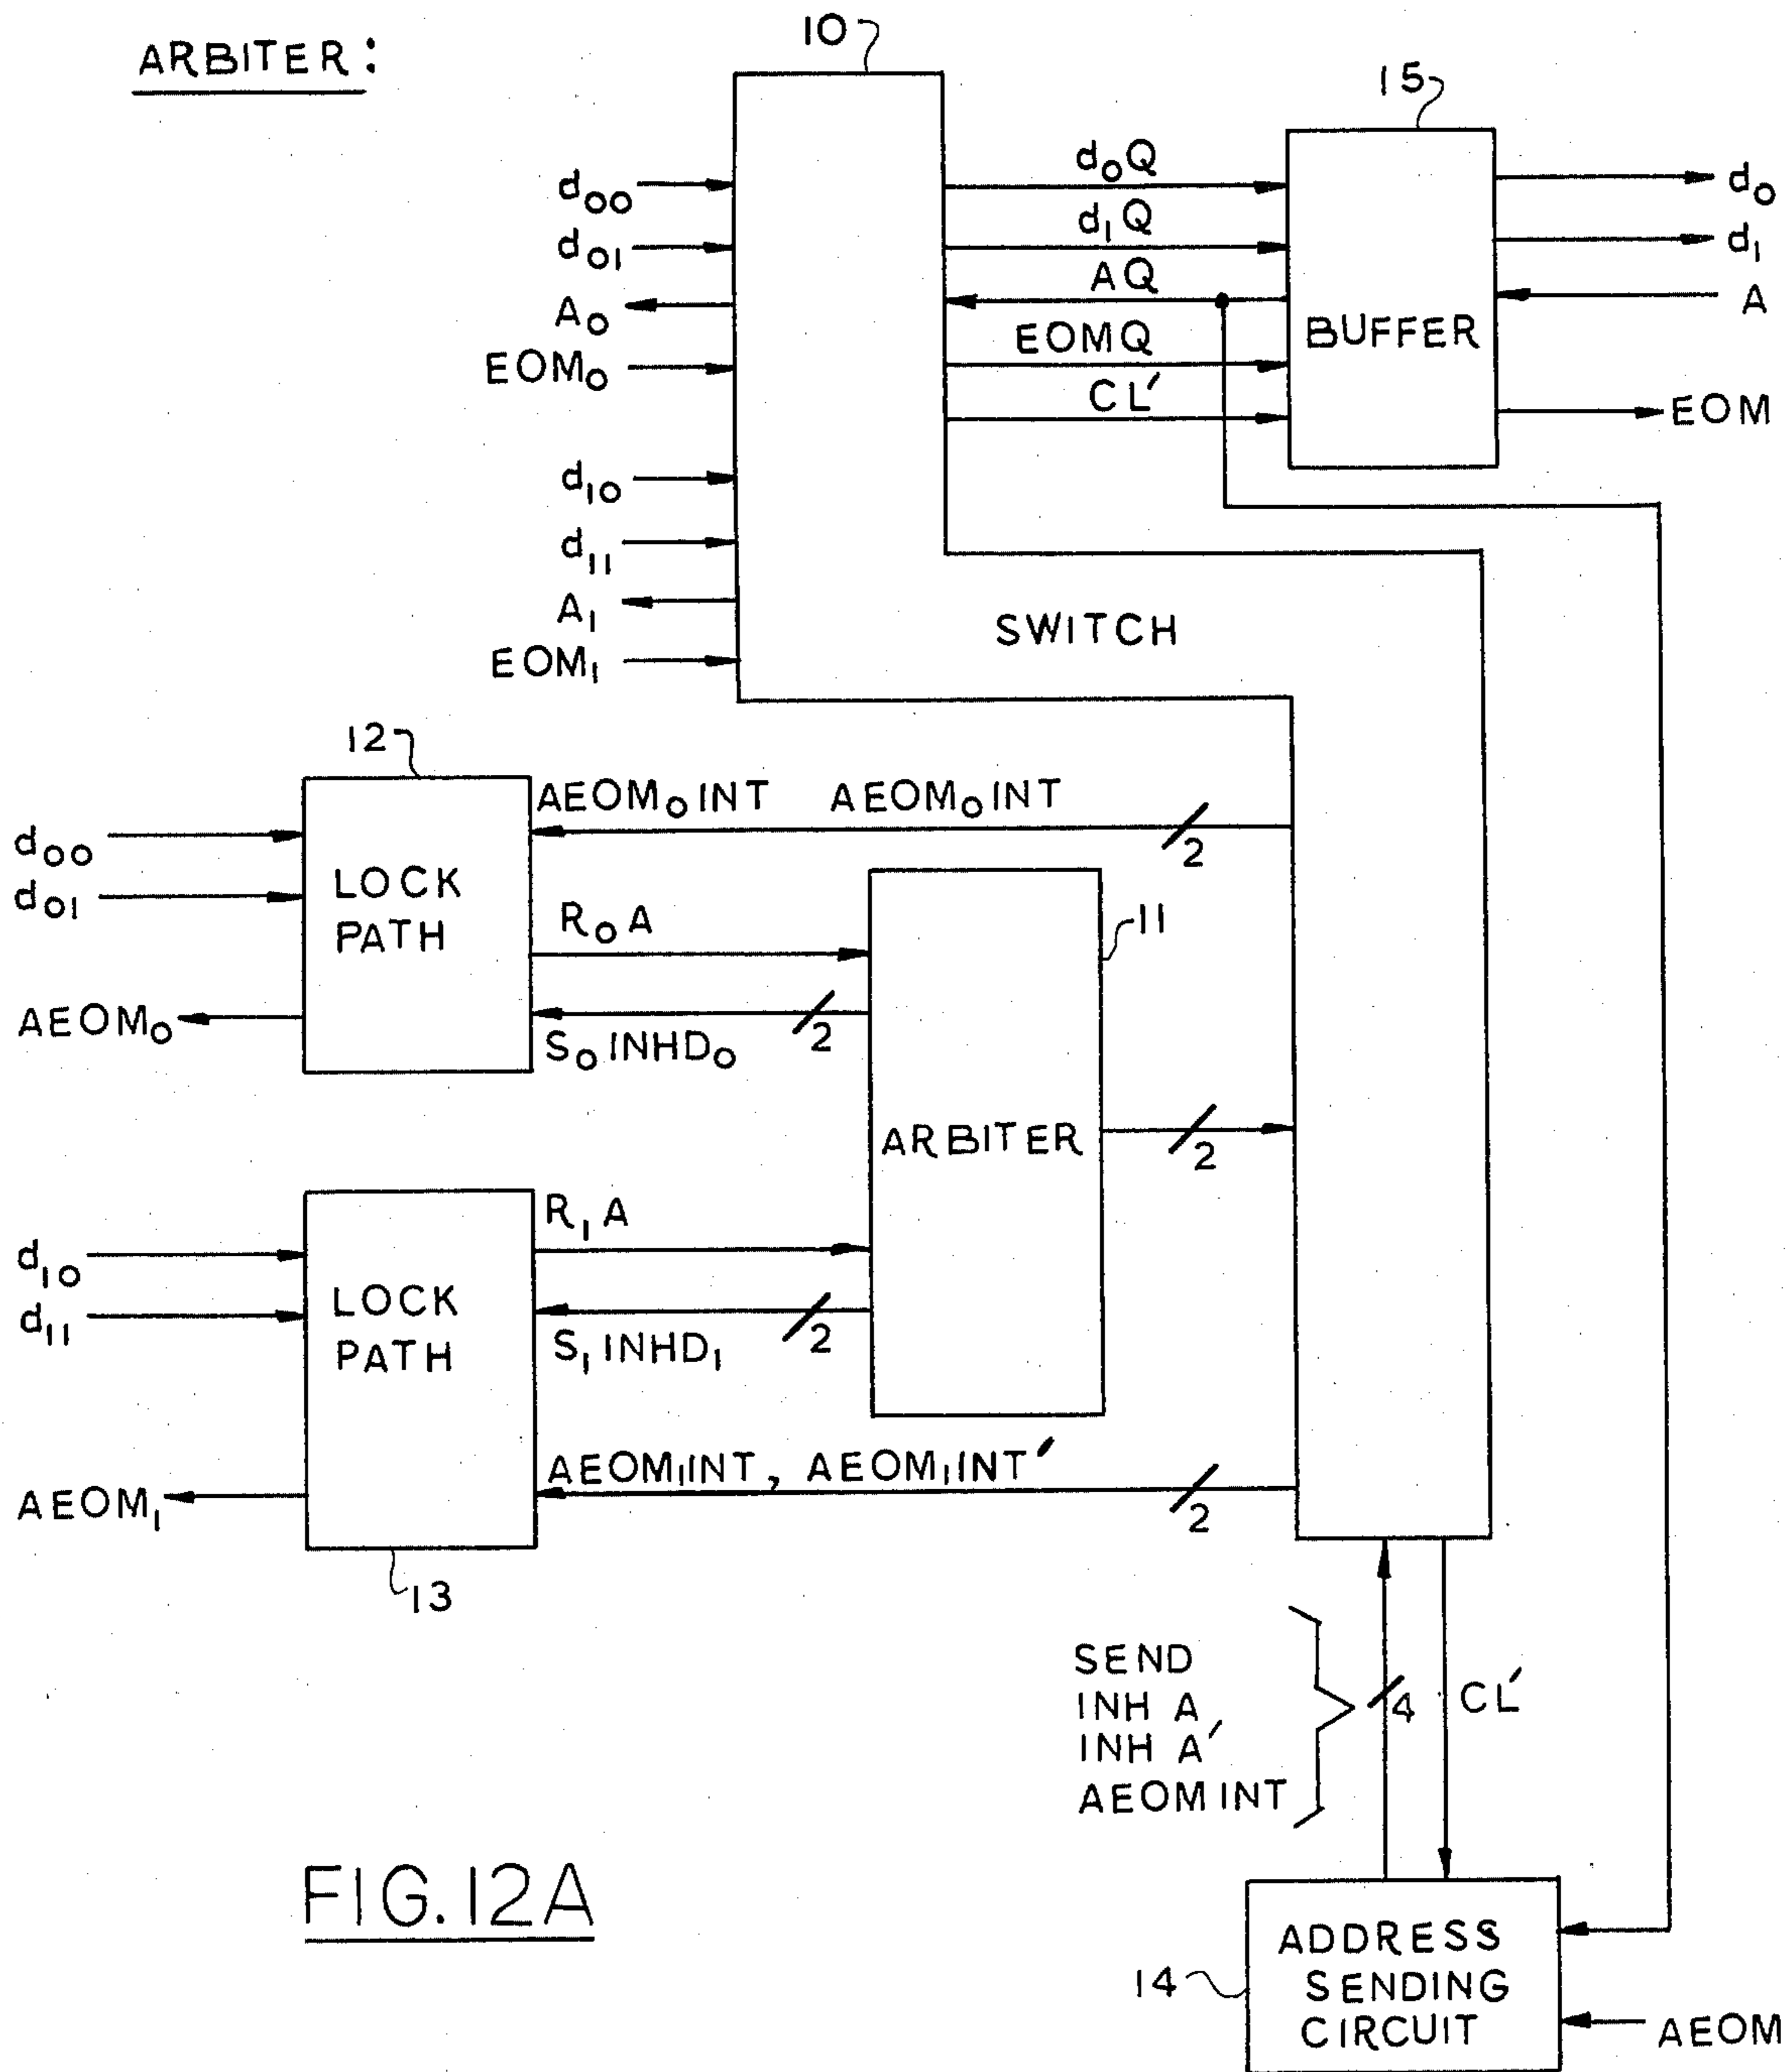 ARBITER:
10
15
d₀₀
d₀₁
A₀
EOM₀
d₁₀
d₁₁
A₁
EOM₁
SWITCH
d₀Q
d₁Q
AQ
EOMQ
CL'
BUFFER
d₀
d₁
A
EOM
12
AEOM₀INT AEOM₀INT
2
d₀₀
d₀₁
LOCK
PATH
R₀A
AEOM₀
S₀INHD₀
2
11
ARBITER
2
R₁A
d₁₀
d₁₁
LOCK
PATH
S₁INHD₁
2
AEOM₁INT, AEOM₁INT'
2
AEOM₁
13
SEND
INH A
INH A'
AEOMINT
4
CL'
FIG. 12A
14
ADDRESS
SENDING
CIRCUIT
AEOM